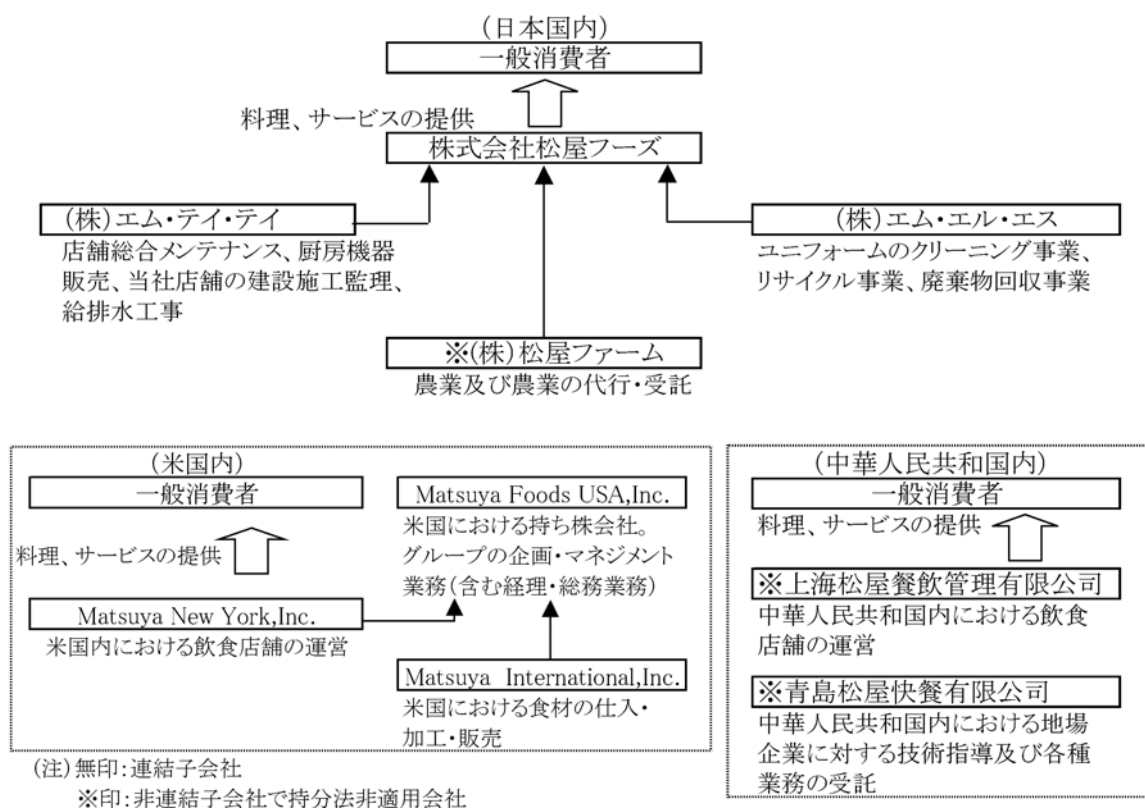 (日本国内)
一般消費者
料理、サービスの提供
株式会社松屋フーズ
(株)エム・テイ・テイ
店舗総合メンテナンス、厨房機器
販売、当社店舗の建設施工監理、
給排水工事
(株)エム・エル・エス
ユニフォームのクリーニング事業、
リサイクル事業、廃棄物回収事業
※(株)松屋ファーム
農業及び農業の代行・受託
(米国内)
一般消費者
料理、サービスの提供
Matsuya New York,Inc.
米国内における飲食店舗の運営
Matsuya Foods USA,Inc.
米国における持ち株会社。
グループの企画・マネジメント
業務(含む経理・総務業務)
Matsuya International,Inc.
米国における食材の仕入・
加工・販売
(中華人民共和国内)
一般消費者
料理、サービスの提供
※上海松屋餐飲管理有限公司
中華人民共和国内における飲食
店舗の運営
※青島松屋快餐有限公司
中華人民共和国内における地場
企業に対する技術指導及び各種
業務の受託
(注)無印:連結子会社
※印:非連結子会社で持分法非適用会社